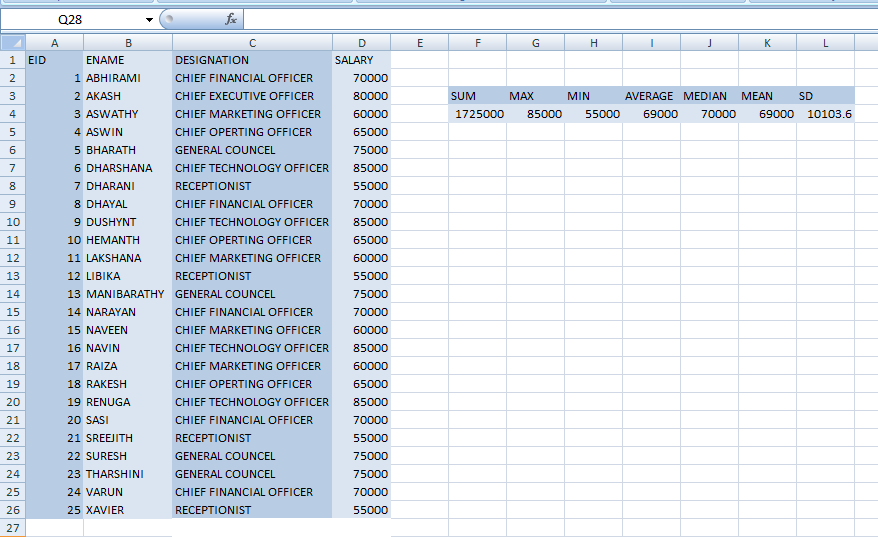 Q28 fx
A B C D E F G H I J K L
1 EID ENAME DESIGNATION SALARY
2 1 ABHIRAMI CHIEF FINANCIAL OFFICER 70000
3 2 AKASH CHIEF EXECUTIVE OFFICER 80000 SUM MAX MIN AVERAGE MEDIAN MEAN SD
4 3 ASWATHY CHIEF MARKETING OFFICER 60000 1725000 85000 55000 69000 70000 69000 10103.6
5 4 ASWIN CHIEF OPERTING OFFICER 65000
6 5 BHARATH GENERAL COUNCEL 75000
7 6 DHARSHANA CHIEF TECHNOLOGY OFFICER 85000
8 7 DHARANI RECEPTIONIST 55000
9 8 DHAYAL CHIEF FINANCIAL OFFICER 70000
10 9 DUSHYNT CHIEF TECHNOLOGY OFFICER 85000
11 10 HEMANTH CHIEF OPERTING OFFICER 65000
12 11 LAKSHANA CHIEF MARKETING OFFICER 60000
13 12 LIBIKA RECEPTIONIST 55000
14 13 MANIBARATHY GENERAL COUNCEL 75000
15 14 NARAYAN CHIEF FINANCIAL OFFICER 70000
16 15 NAVEEN CHIEF MARKETING OFFICER 60000
17 16 NAVIN CHIEF TECHNOLOGY OFFICER 85000
18 17 RAIZA CHIEF MARKETING OFFICER 60000
19 18 RAKESH CHIEF OPERTING OFFICER 65000
20 19 RENUGA CHIEF TECHNOLOGY OFFICER 85000
21 20 SASI CHIEF FINANCIAL OFFICER 70000
22 21 SREEJITH RECEPTIONIST 55000
23 22 SURESH GENERAL COUNCEL 75000
24 23 THARSHINI GENERAL COUNCEL 75000
25 24 VARUN CHIEF FINANCIAL OFFICER 70000
26 25 XAVIER RECEPTIONIST 55000
27